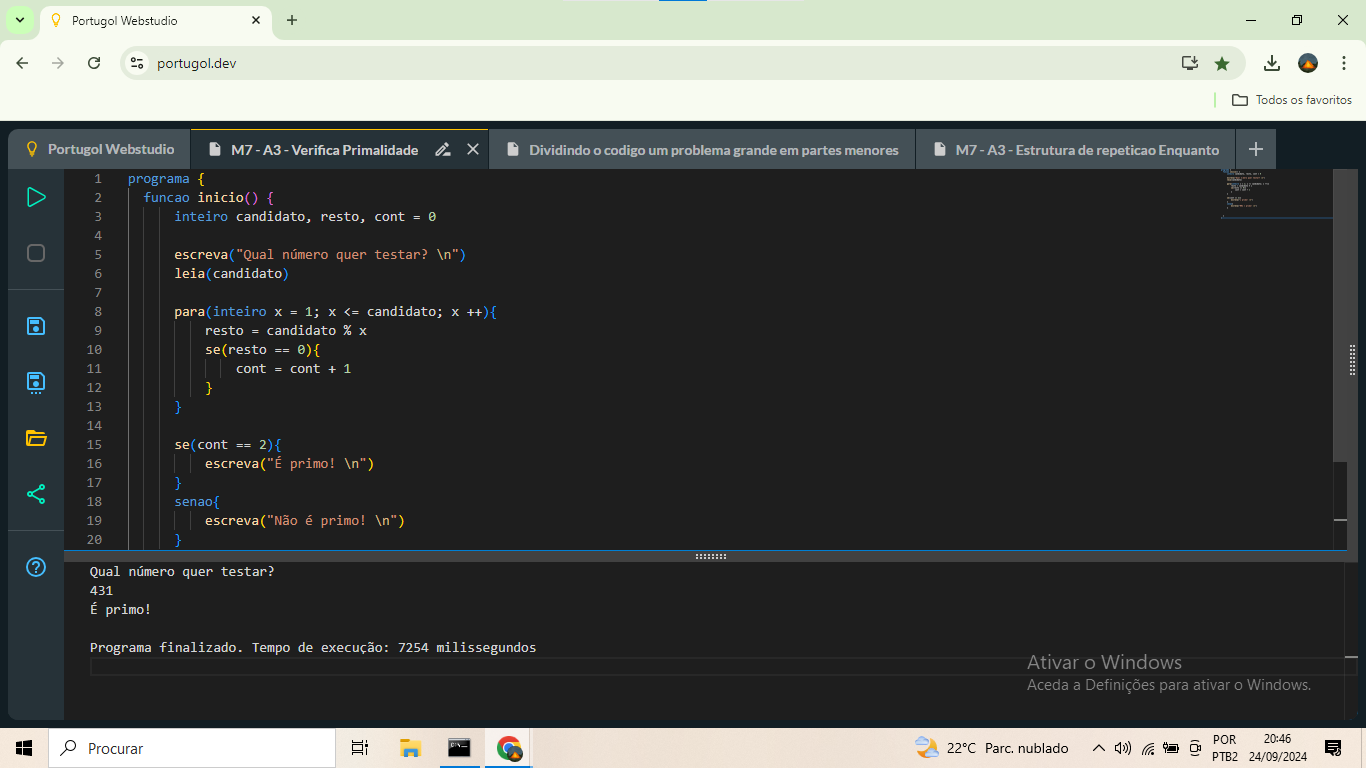 Portugol Webstudio
portugol.dev
Todos os favoritos
Portugol Webstudio
M7 - A3 - Verifica Primalidade
Dividindo o codigo um problema grande em partes menores
M7 - A3 - Estrutura de repeticao Enquanto
1 programa {
2 funcao inicio() {
3 inteiro candidato, resto, cont = 0
4
5 escreva("Qual número quer testar? \n")
6 leia(candidato)
7
8 para(inteiro x = 1; x <= candidato; x ++){
9 resto = candidato % x
10 se(resto == 0){
11 cont = cont + 1
12 }
13 }
14
15 se(cont == 2){
16 escreva("É primo! \n")
17 }
18 senao{
19 escreva("Não é primo! \n")
20 }
Qual número quer testar?
431
É primo!
Programa finalizado. Tempo de execução: 7254 milissegundos
Ativar o Windows
Aceda a Definições para ativar o Windows.
Procurar
22°C Parc. nublado
POR
PTB2
20:46
24/09/2024